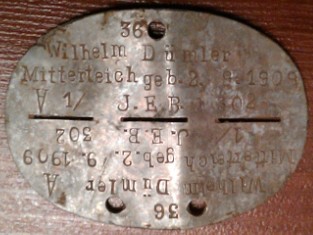 36
Wilhelm Dümler
Mitterteich geb.2. 9.1909
A 1/ J.E.B. 302
1/ J.E.B. 302
Mitterteich geb.2. 9.1909
Wilhelm Dümler A
36